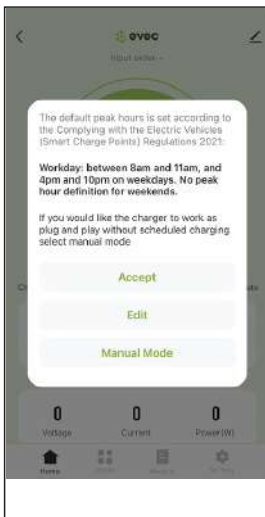 evec
The default peak hours is set according to
the Complying with the Electric Vehicles
(Smart Charge Points) Regulations 2021:
Workday: between 8am and 11am, and
4pm and 10pm on weekdays. No peak
hour definition for weekends.
If you would like the charger to work as
plug and play without scheduled charging
select manual mode
Accept
Edit
Manual Mode
0 0 0
Voltage Current Power(W)
Home